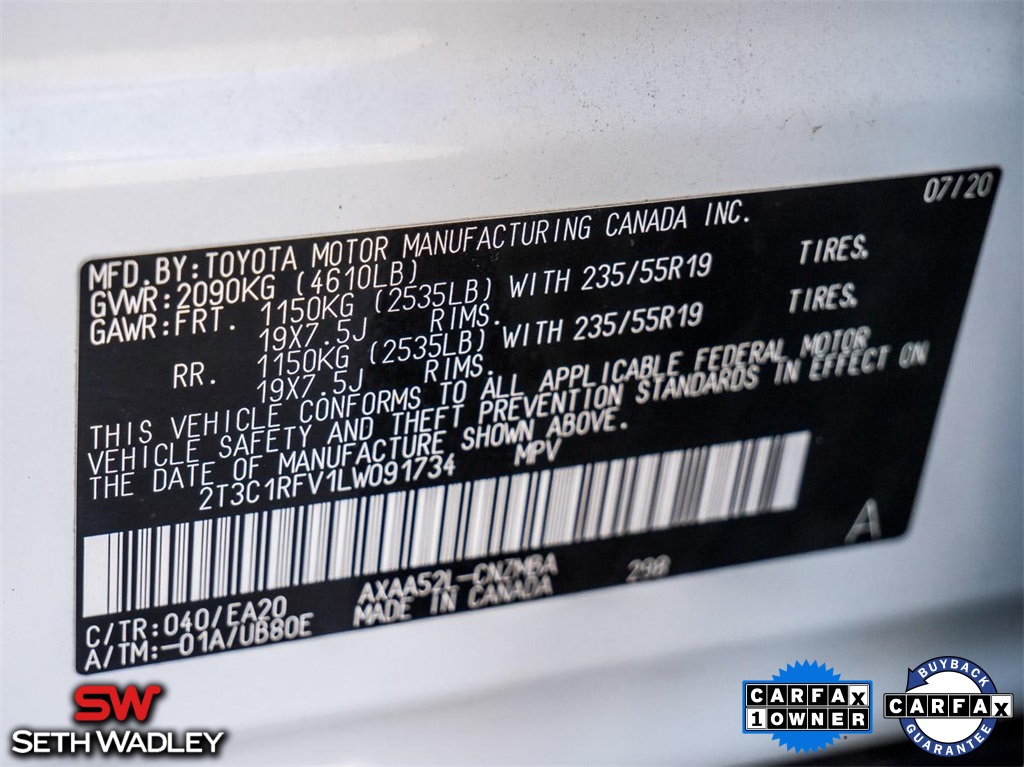 07/20
MFD.BY:TOYOTA MOTOR MANUFACTURING CANADA INC.
GVWR:2090KG (4610LB)
GAWR:FRT. 1150KG (2535LB) WITH 235/55R19 TIRES.
19X7.5J RIMS.
RR. 1150KG (2535LB) WITH 235/55R19 TIRES.
19X7.5J RIMS.
THIS VEHICLE CONFORMS TO ALL APPLICABLE FEDERAL MOTOR
VEHICLE SAFETY AND THEFT PREVENTION STANDARDS IN EFFECT ON
THE DATE OF MANUFACTURE SHOWN ABOVE.
2T3C1RFV1LW091734 MPV
A
C/TR:040/EA20 AXAA52L-CNZMBA 290
A/TM:-01A/UB80E MADE IN CANADA
SW
SETH WADLEY
CARFAX
1 OWNER
BUYBACK
CARFAX
GUARANTEE